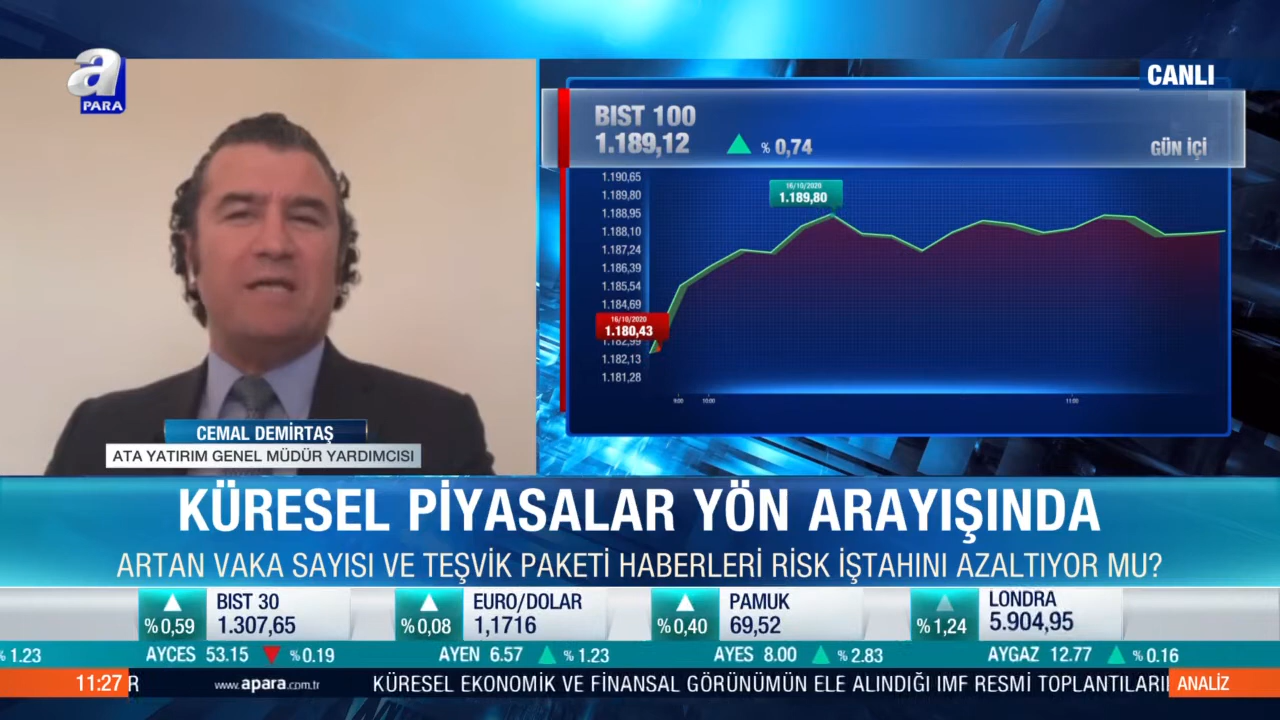 a
PARA
CANLI
BIST 100
1.189,12 % 0,74
GÜN İÇİ
1.190,65
1.189,80
1.188,95
1.188,10
1.187,24
1.186,39
1.185,54
1.184,69
1.182,99
1.182,13
1.181,28
16/10/2020
1.189,80
16/10/2020
1.180,43
9:00 10:00 11:00
CEMAL DEMİRTAŞ
ATA YATIRIM GENEL MÜDÜR YARDIMCISI
KÜRESEL PİYASALAR YÖN ARAYIŞINDA
ARTAN VAKA SAYISI VE TEŞVİK PAKETİ HABERLERİ RİSK İŞTAHINI AZALTIYOR MU?
% 0,59 BIST 30 1.307,65
% 0,08 EURO/DOLAR 1,1716
% 0,40 PAMUK 69,52
% 1,24 LONDRA 5.904,95
% 1.23 AYCES 53.15 % 0.19 AYEN 6.57 % 1.23 AYES 8.00 % 2.83 AYGAZ 12.77 % 0.16
11:27 R www.apara.com.tr KÜRESEL EKONOMİK VE FİNANSAL GÖRÜNÜMÜN ELE ALINDIĞI IMF RESMİ TOPLANTILARI ANALİZ